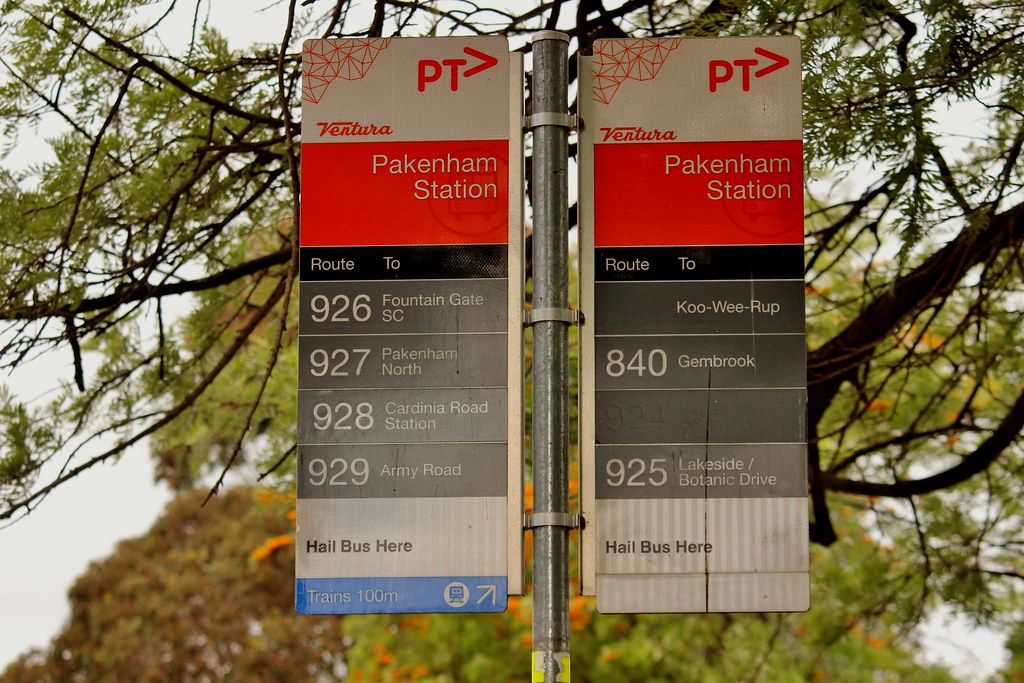 PT>
Ventura
Pakenham
Station
Route To
926 Fountain Gate
SC
927 Pakenham
North
928 Cardinia Road
Station
929 Army Road
Hail Bus Here
Trains 100m
PT>
Ventura
Pakenham
Station
Route To
Koo-Wee-Rup
840 Gembrook
925 Lakeside /
Botanic Drive
Hail Bus Here